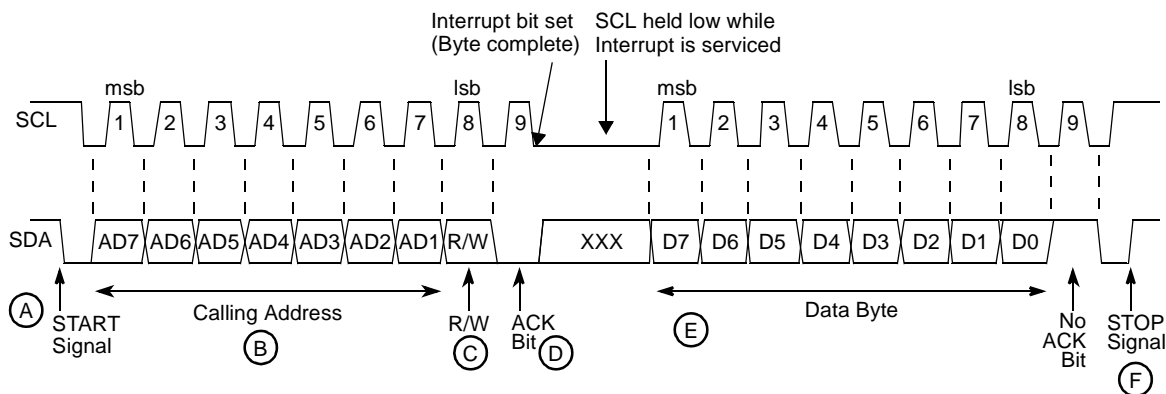 Interrupt bit set
(Byte complete)
SCL held low while
Interrupt is serviced
msb
lsb
msb
lsb
SCL
1 2 3 4 5 6 7 8 9
1 2 3 4 5 6 7 8 9
SDA
AD7 AD6 AD5 AD4 AD3 AD2 AD1 R/W
XXX
D7 D6 D5 D4 D3 D2 D1 D0
A
START
Signal
Calling Address
B
R/W
C
ACK
Bit
D
E
Data Byte
No
ACK
Bit
STOP
Signal
F